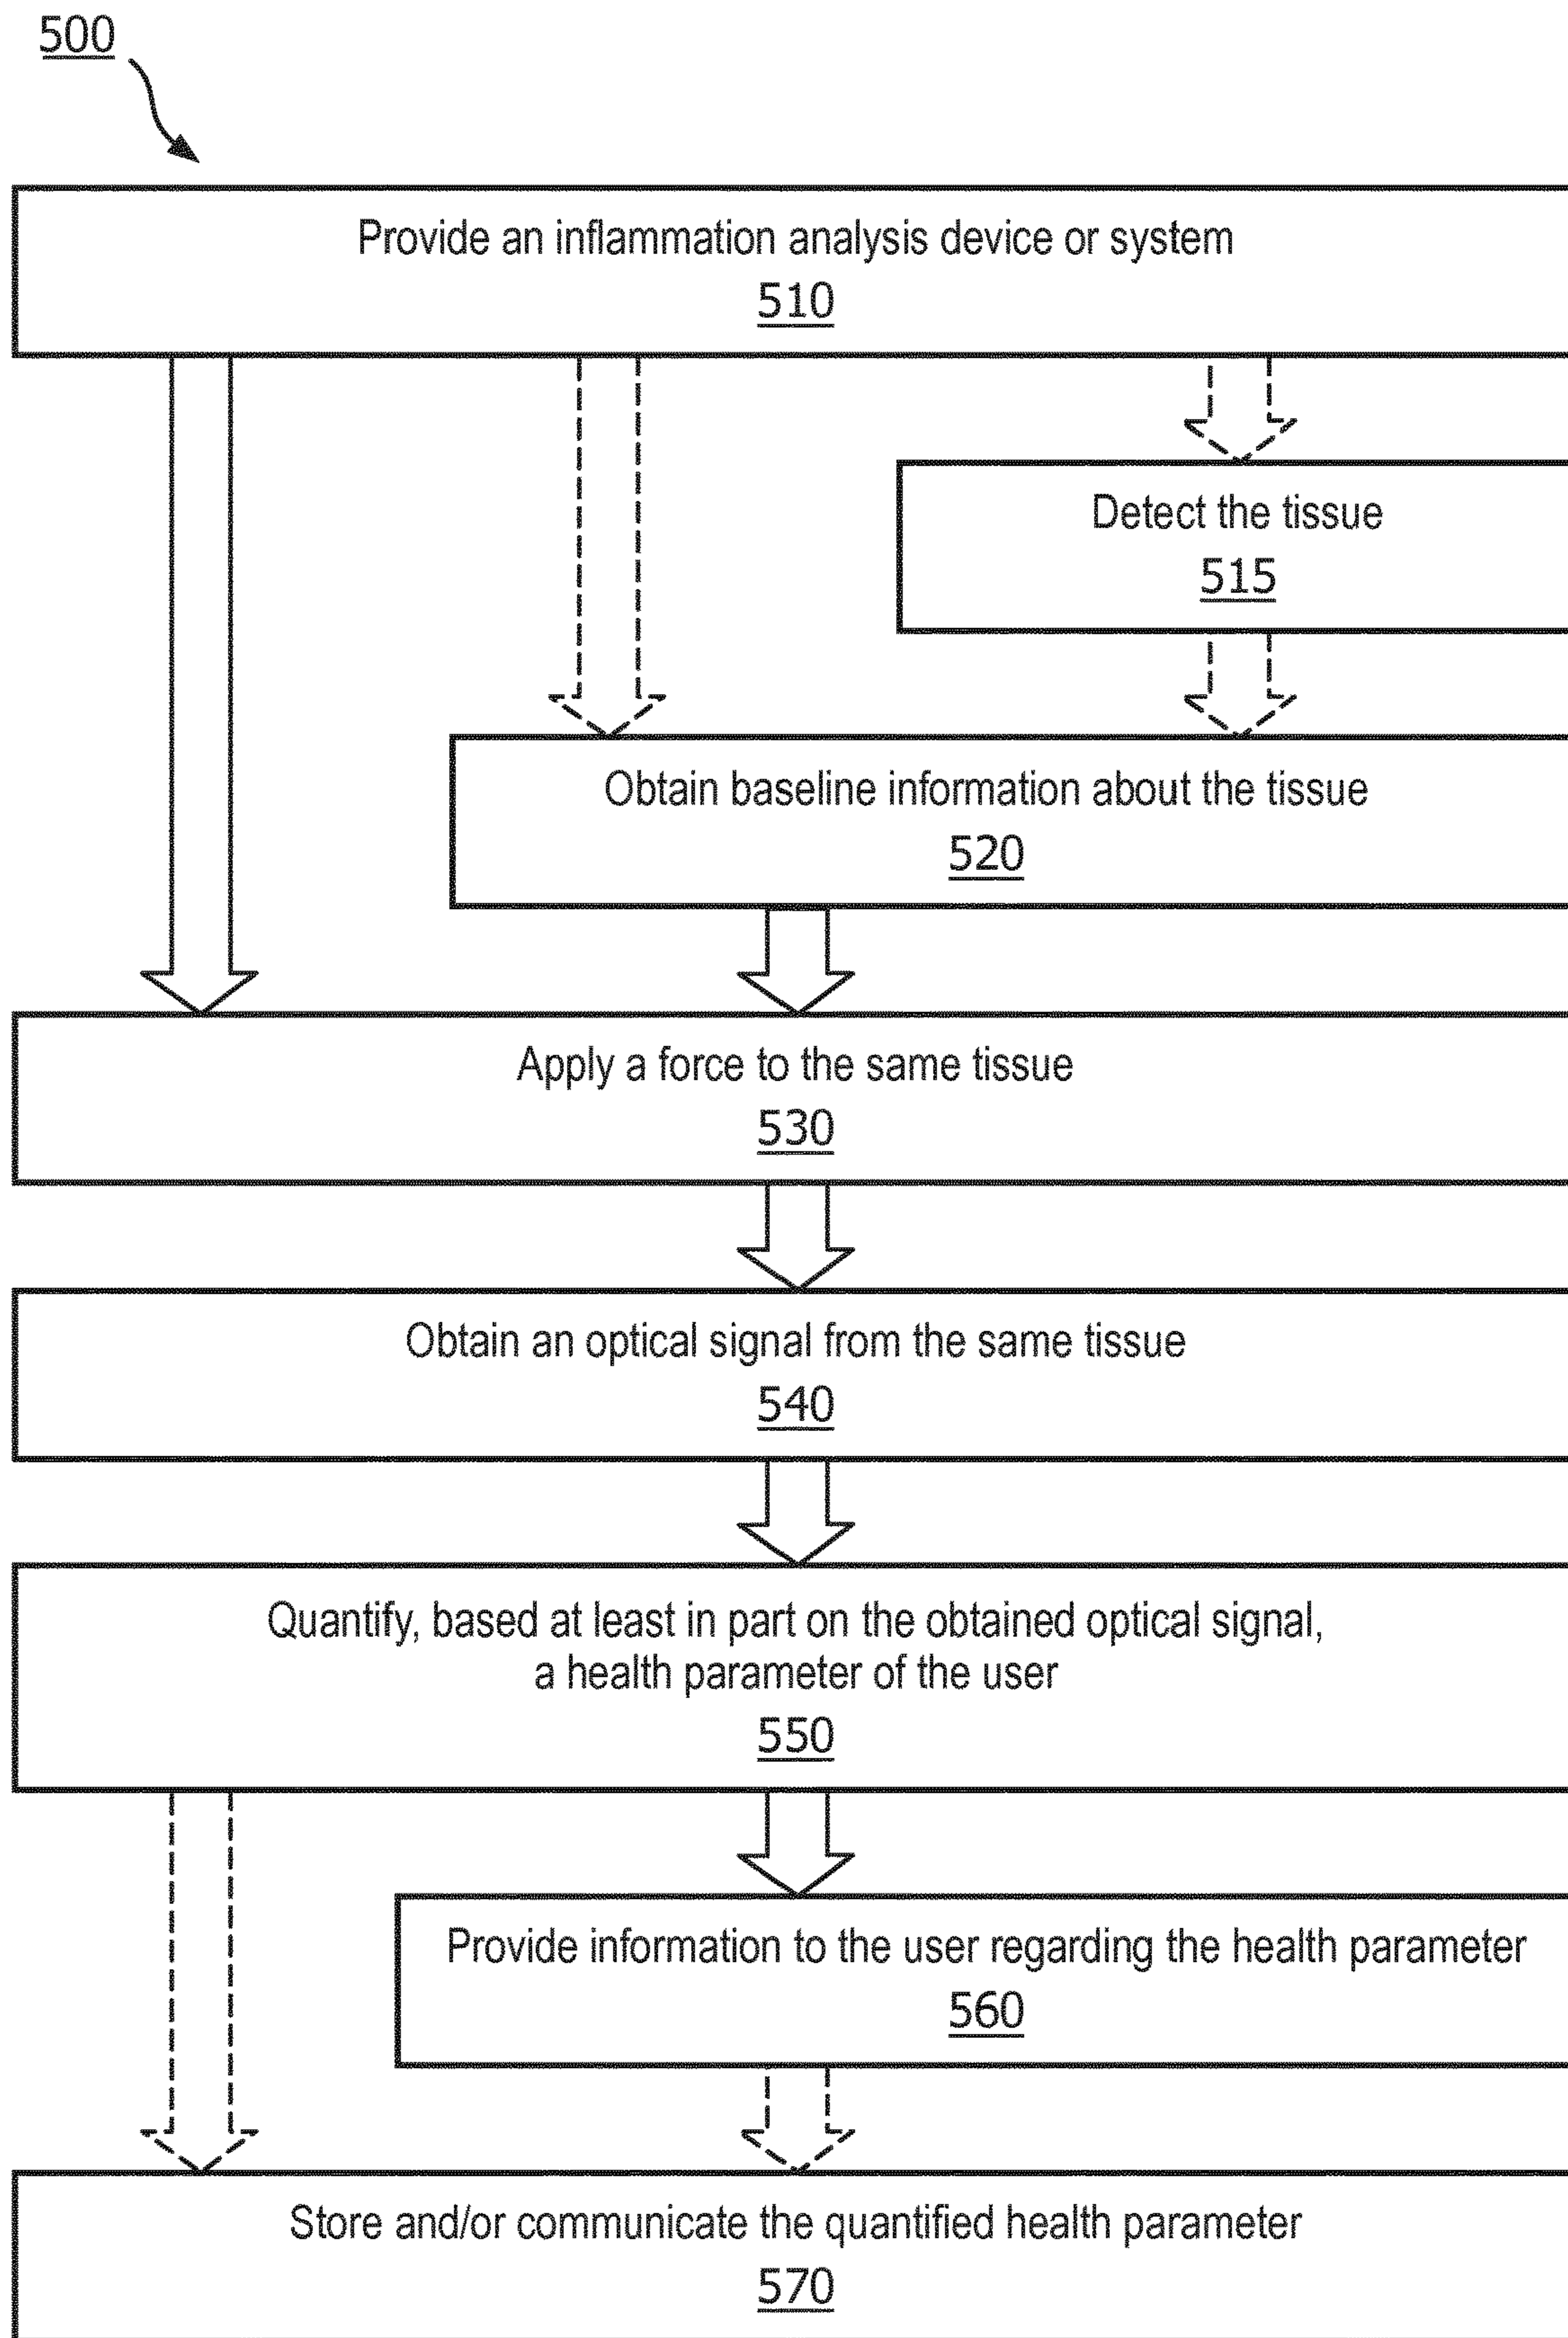 500
Provide an inflammation analysis device or system
510
Detect the tissue
515
Obtain baseline information about the tissue
520
Apply a force to the same tissue
530
Obtain an optical signal from the same tissue
540
Quantify, based at least in part on the obtained optical signal,
a health parameter of the user
550
Provide information to the user regarding the health parameter
560
Store and/or communicate the quantified health parameter
570